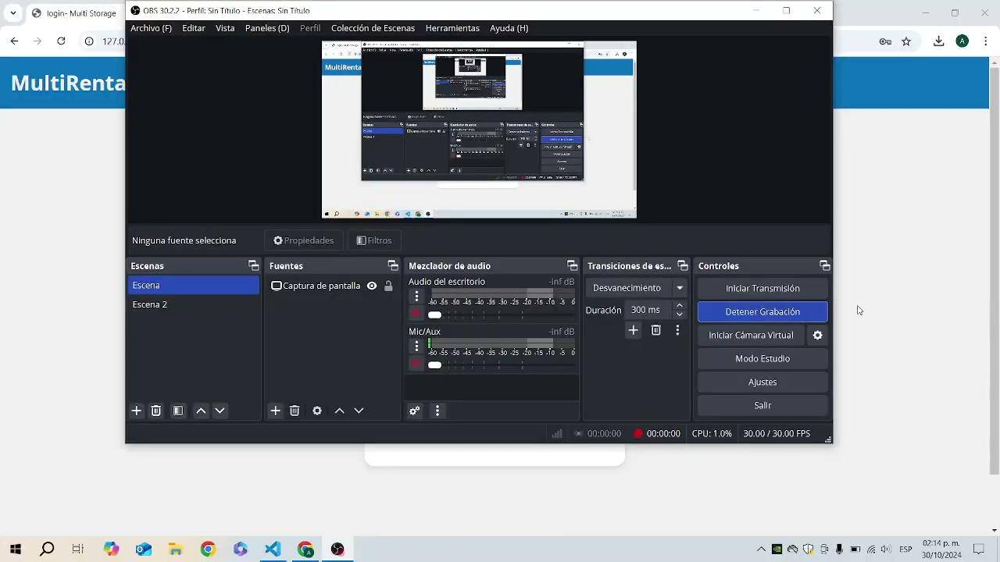 login- Multi Storag
OBS 30.2.2 - Perfil: Sin Título - Escenas: Sin Título
127.0.
A
Archivo (F) Editar Vista Paneles (D) Perfil Colección de Escenas Herramientas Ayuda (H)
MultiRenta
MultiRenta
Ninguna fuente selecciona
Propiedades
Filtros
Escenas
Fuentes
Mezclador de audio
Transiciones de es...
Controles
Escena
Escena 2
Captura de pantalla
Audio del escritorio -inf dB
-60 -55 -50 -45 -40 -35 -30 -25 -20 -15 -10 -5 0
Mic/Aux -inf dB
-60 -55 -50 -45 -40 -35 -30 -25 -20 -15 -10 -5 0
Desvanecimiento
Duración 300 ms
Iniciar Transmisión
Detener Grabación
Iniciar Cámara Virtual
Modo Estudio
Ajustes
Salir
00:00:00 00:00:00 CPU: 1.0% 30.00 / 30.00 FPS
ESP
02:14 p. m.
30/10/2024